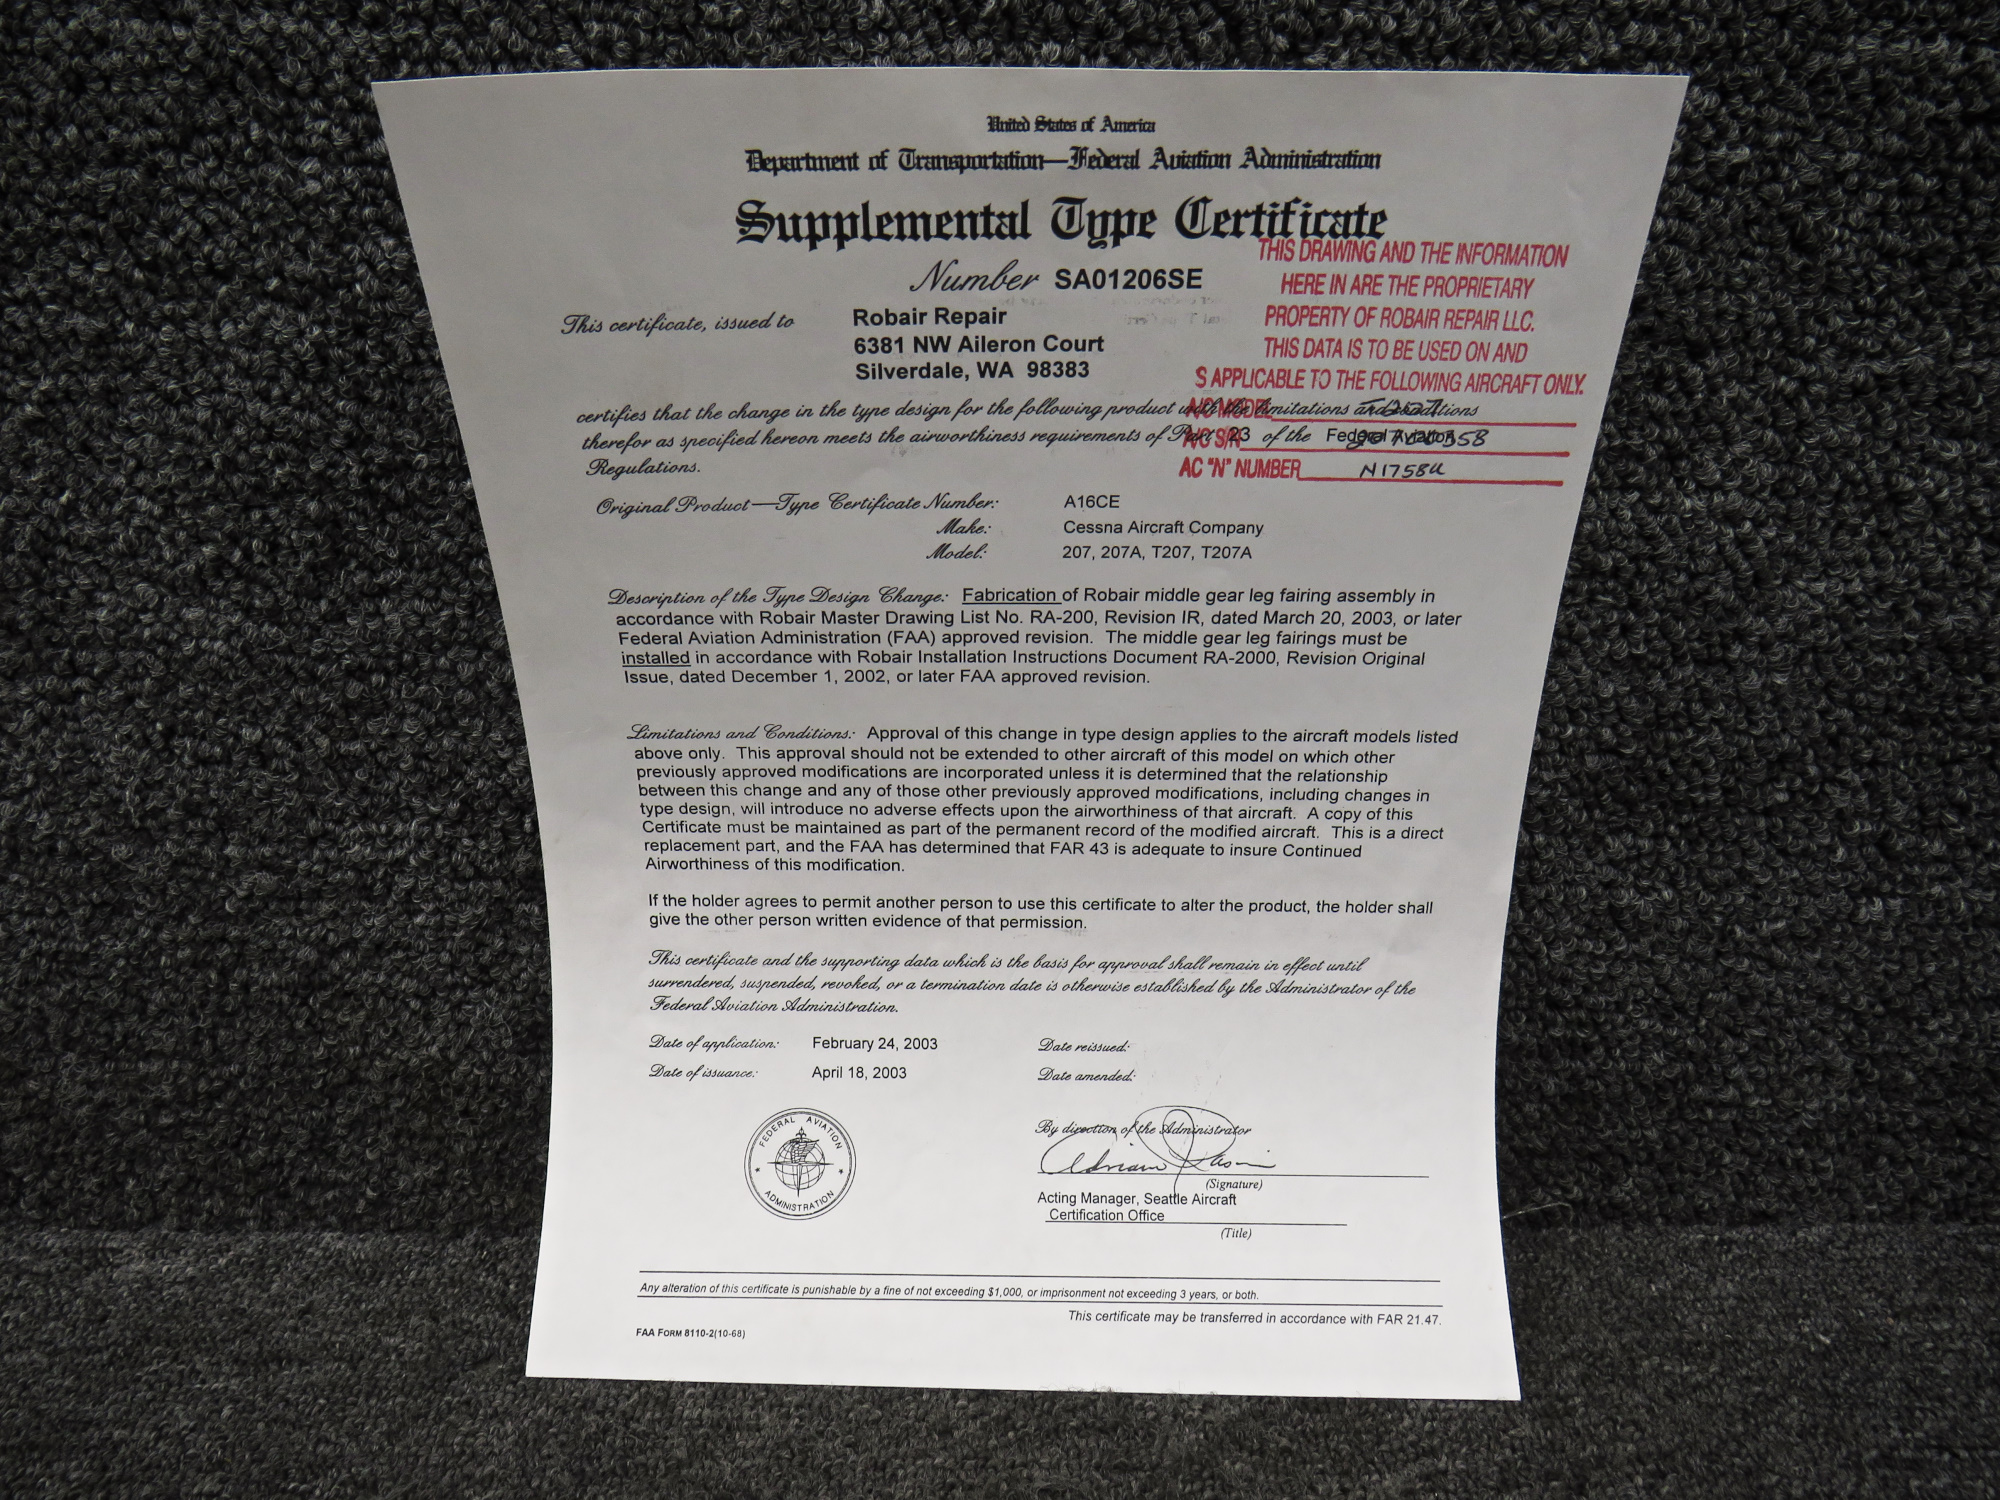 United States of America
Department of Transportation—Federal Aviation Administration
Supplemental Type Certificate
Number SA01206SE
THIS DRAWING AND THE INFORMATION
HERE IN ARE THE PROPRIETARY
PROPERTY OF ROBAIR REPAIR LLC.
THIS DATA IS TO BE USED ON AND
S APPLICABLE TO THE FOLLOWING AIRCRAFT ONLY.
A/C MODEL
A/C S/N
AC "N" NUMBER N1758U
This certificate, issued to
Robair Repair
6381 NW Aileron Court
Silverdale, WA 98383
certifies that the change in the type design for the following product with the limitations and conditions
therefor as specified hereon meets the airworthiness requirements of Part 23 of the Federal Aviation
Regulations.
Original Product—Type Certificate Number: A16CE
Make: Cessna Aircraft Company
Model: 207, 207A, T207, T207A
Description of the Type Design Change: Fabrication of Robair middle gear leg fairing assembly in
accordance with Robair Master Drawing List No. RA-200, Revision IR, dated March 20, 2003, or later
Federal Aviation Administration (FAA) approved revision. The middle gear leg fairings must be
installed in accordance with Robair Installation Instructions Document RA-2000, Revision Original
Issue, dated December 1, 2002, or later FAA approved revision.
Limitations and Conditions: Approval of this change in type design applies to the aircraft models listed
above only. This approval should not be extended to other aircraft of this model on which other
previously approved modifications are incorporated unless it is determined that the relationship
between this change and any of those other previously approved modifications, including changes in
type design, will introduce no adverse effects upon the airworthiness of that aircraft. A copy of this
Certificate must be maintained as part of the permanent record of the modified aircraft. This is a direct
replacement part, and the FAA has determined that FAR 43 is adequate to insure Continued
Airworthiness of this modification.
If the holder agrees to permit another person to use this certificate to alter the product, the holder shall
give the other person written evidence of that permission.
This certificate and the supporting data which is the basis for approval shall remain in effect until
surrendered, suspended, revoked, or a termination date is otherwise established by the Administrator of the
Federal Aviation Administration.
Date of application: February 24, 2003 Date reissued:
Date of issuance: April 18, 2003 Date amended:
FEDERAL AVIATION
ADMINISTRATION
By direction of the Administrator
(Signature)
Acting Manager, Seattle Aircraft
Certification Office
(Title)
Any alteration of this certificate is punishable by a fine of not exceeding $1,000, or imprisonment not exceeding 3 years, or both.
This certificate may be transferred in accordance with FAR 21.47.
FAA FORM 8110-2(10-68)